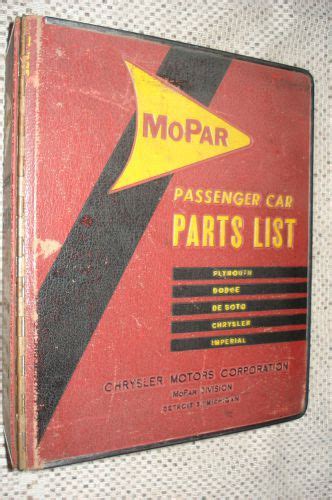 MOPAR
PASSENGER CAR
PARTS LIST
PLYMOUTH
DODGE
DE SOTO
CHRYSLER
IMPERIAL
CHRYSLER MOTORS CORPORATION
MOPAR DIVISION
DETROIT 31, MICHIGAN